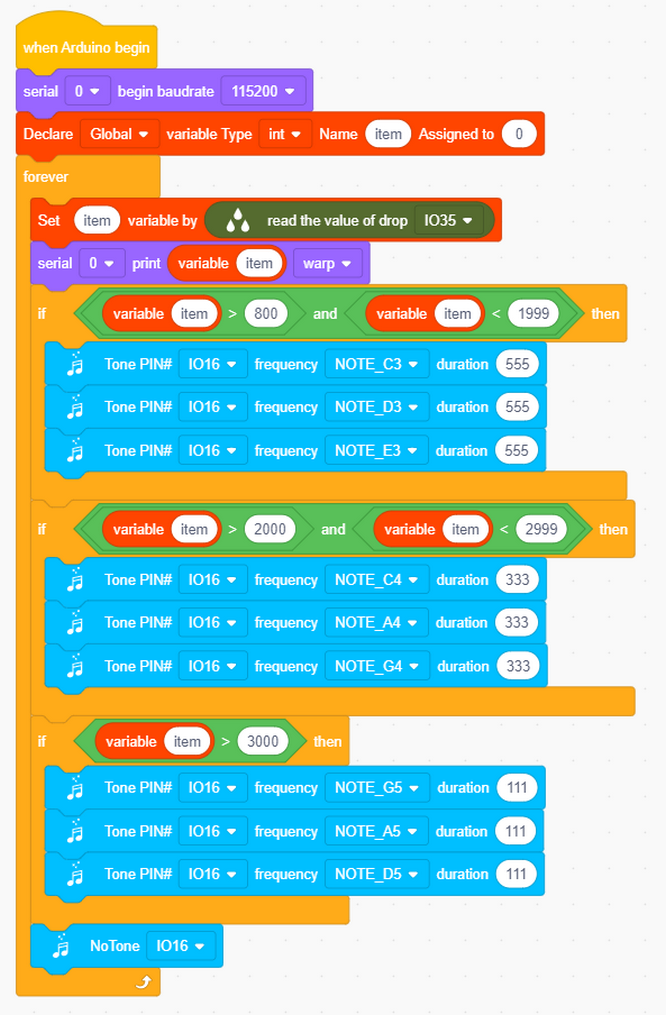 when Arduino begin
serial 0 begin baudrate 115200
Declare Global variable Type int Name item Assigned to 0
forever
Set item variable by read the value of drop IO35
serial 0 print variable item warp
if variable item > 800 and variable item < 1999 then
Tone PIN# IO16 frequency NOTE_C3 duration 555
Tone PIN# IO16 frequency NOTE_D3 duration 555
Tone PIN# IO16 frequency NOTE_E3 duration 555
if variable item > 2000 and variable item < 2999 then
Tone PIN# IO16 frequency NOTE_C4 duration 333
Tone PIN# IO16 frequency NOTE_A4 duration 333
Tone PIN# IO16 frequency NOTE_G4 duration 333
if variable item > 3000 then
Tone PIN# IO16 frequency NOTE_G5 duration 111
Tone PIN# IO16 frequency NOTE_A5 duration 111
Tone PIN# IO16 frequency NOTE_D5 duration 111
NoTone IO16